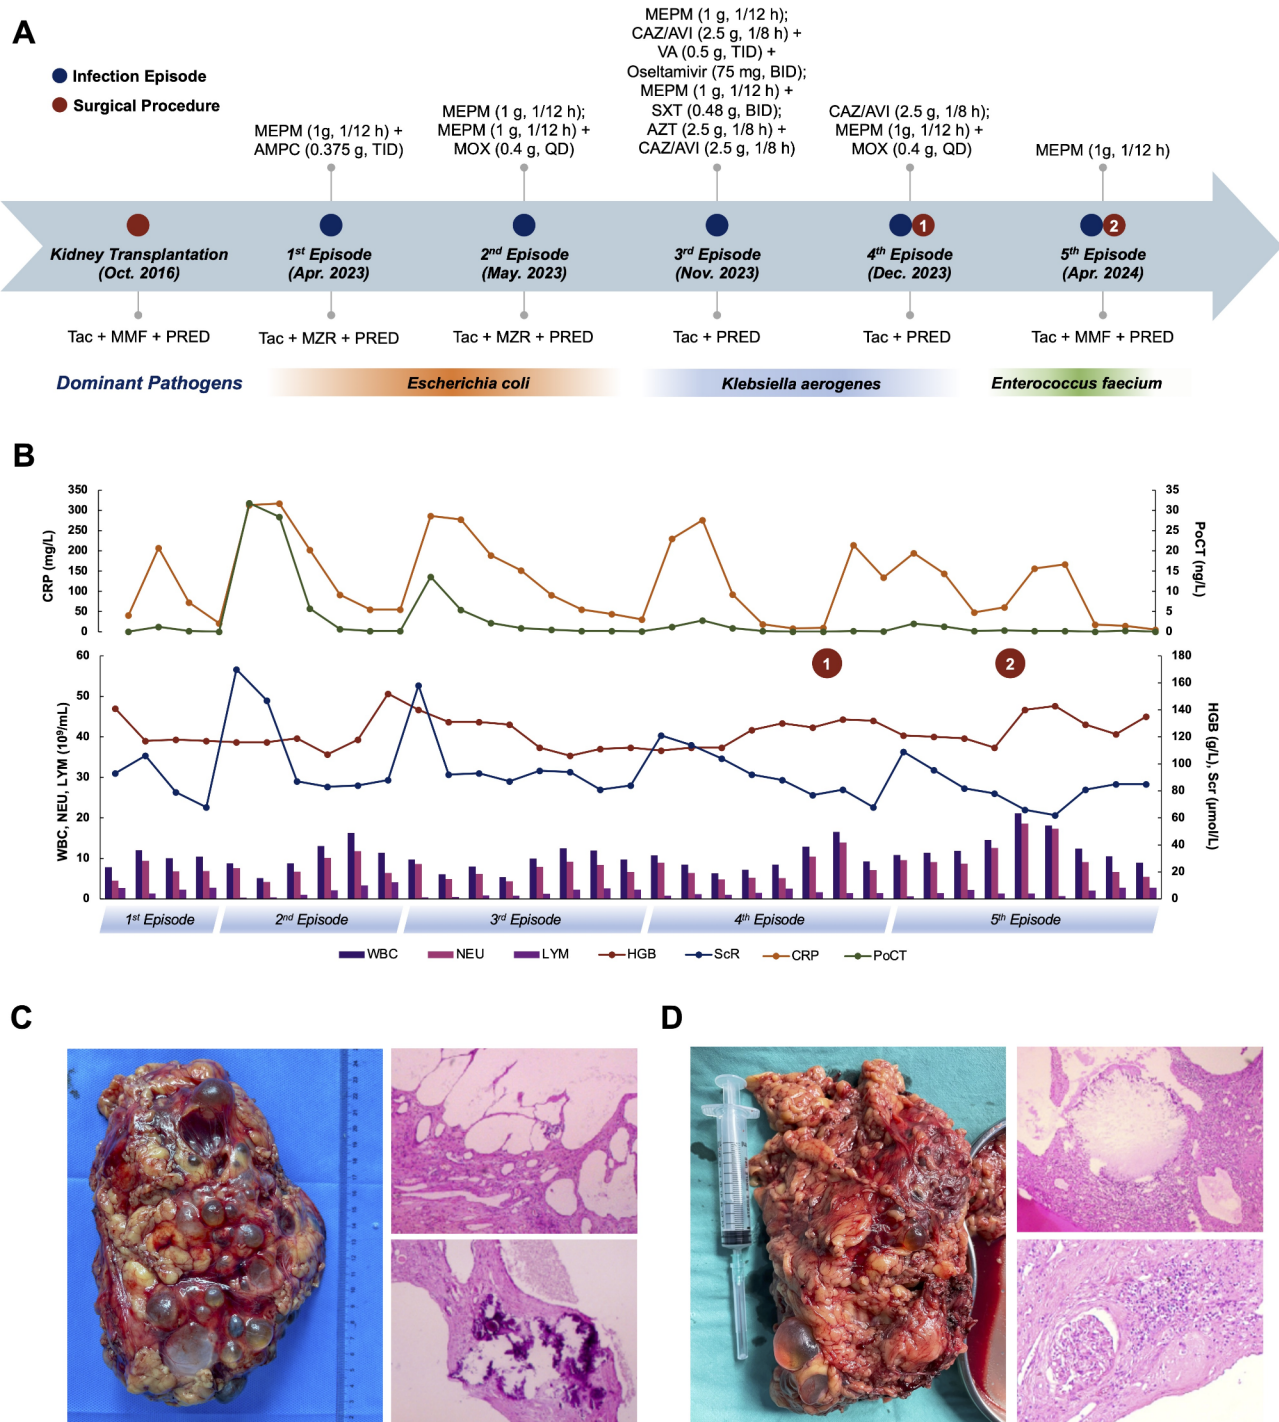 A
Infection Episode
Surgical Procedure
MEPM (1g, 1/12 h) +
AMPC (0.375 g, TID)
MEPM (1 g, 1/12 h);
MEPM (1 g, 1/12 h) +
MOX (0.4 g, QD)
MEPM (1 g, 1/12 h);
CAZ/AVI (2.5 g, 1/8 h) +
VA (0.5 g, TID) +
Oseltamivir (75 mg, BID);
MEPM (1 g, 1/12 h) +
SXT (0.48 g, BID);
AZT (2.5 g, 1/8 h) +
CAZ/AVI (2.5 g, 1/8 h)
CAZ/AVI (2.5 g, 1/8 h);
MEPM (1g, 1/12 h) +
MOX (0.4 g, QD)
MEPM (1g, 1/12 h)
1
2
Kidney Transplantation
(Oct. 2016)
1st Episode
(Apr. 2023)
2nd Episode
(May. 2023)
3rd Episode
(Nov. 2023)
4th Episode
(Dec. 2023)
5th Episode
(Apr. 2024)
Tac + MMF + PRED
Tac + MZR + PRED
Tac + MZR + PRED
Tac + PRED
Tac + PRED
Tac + MMF + PRED
Dominant Pathogens
Escherichia coli
Klebsiella aerogenes
Enterococcus faecium
B
CRP (mg/L)
350
300
250
200
150
100
50
0
35
30
25
20
15
10
5
0
PoCT (ng/L)
WBC, NEU, LYM (10⁹/mL)
60
50
40
30
20
10
0
1
2
180
160
140
120
100
80
60
40
20
0
HGB (g/L), Scr (μmol/L)
1st Episode
2nd Episode
3rd Episode
4th Episode
5th Episode
WBC
NEU
LYM
HGB
ScR
CRP
PoCT
C
D